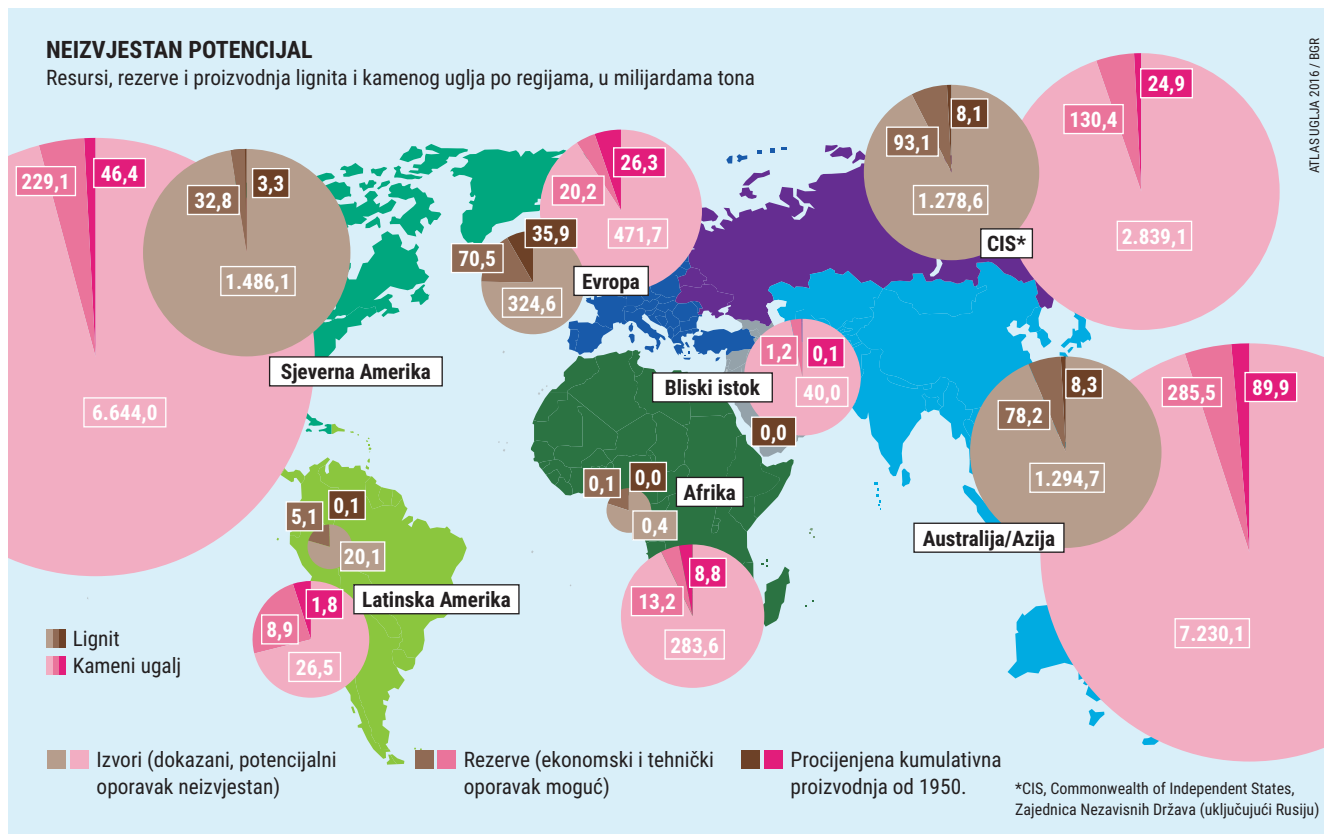 NEIZVJESTAN POTENCIJAL
Resursi, rezerve i proizvodnja lignita i kamenog uglja po regijama, u milijardama tona
ATLAS UGLJA 2016 / BGR
229,1
46,4
6.644,0
32,8
3,3
1.486,1
Sjeverna Amerika
20,2
26,3
471,7
70,5
35,9
324,6
Evropa
93,1
8,1
1.278,6
CIS*
130,4
24,9
2.839,1
1,2
0,1
40,0
Bliski istok
0,0
78,2
8,3
1.294,7
Australija/Azija
285,5
89,9
7.230,1
0,1
0,0
0,4
Afrika
13,2
8,8
283,6
5,1
0,1
20,1
Latinska Amerika
8,9
1,8
26,5
Lignit
Kameni ugalj
Izvori (dokazani, potencijalni
oporavak neizvjestan)
Rezerve (ekonomski i tehnički
oporavak moguć)
Procijenjena kumulativna
proizvodnja od 1950.
*CIS, Commonwealth of Independent States,
Zajednica Nezavisnih Država (uključujući Rusiju)